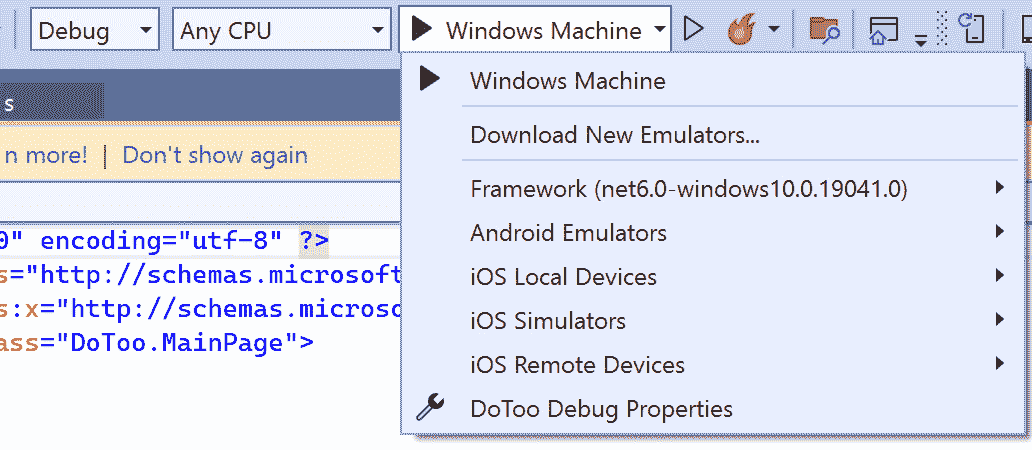 Debug
Any CPU
Windows Machine
s
Windows Machine
n more! | Don't show again
Download New Emulators...
Framework (net6.0-windows10.0.19041.0)
Android Emulators
iOS Local Devices
iOS Simulators
iOS Remote Devices
DoToo Debug Properties
0" encoding="utf-8" ?>
s="http://schemas.microsoft
s:x="http://schemas.microsc
ass="DoToo.MainPage">